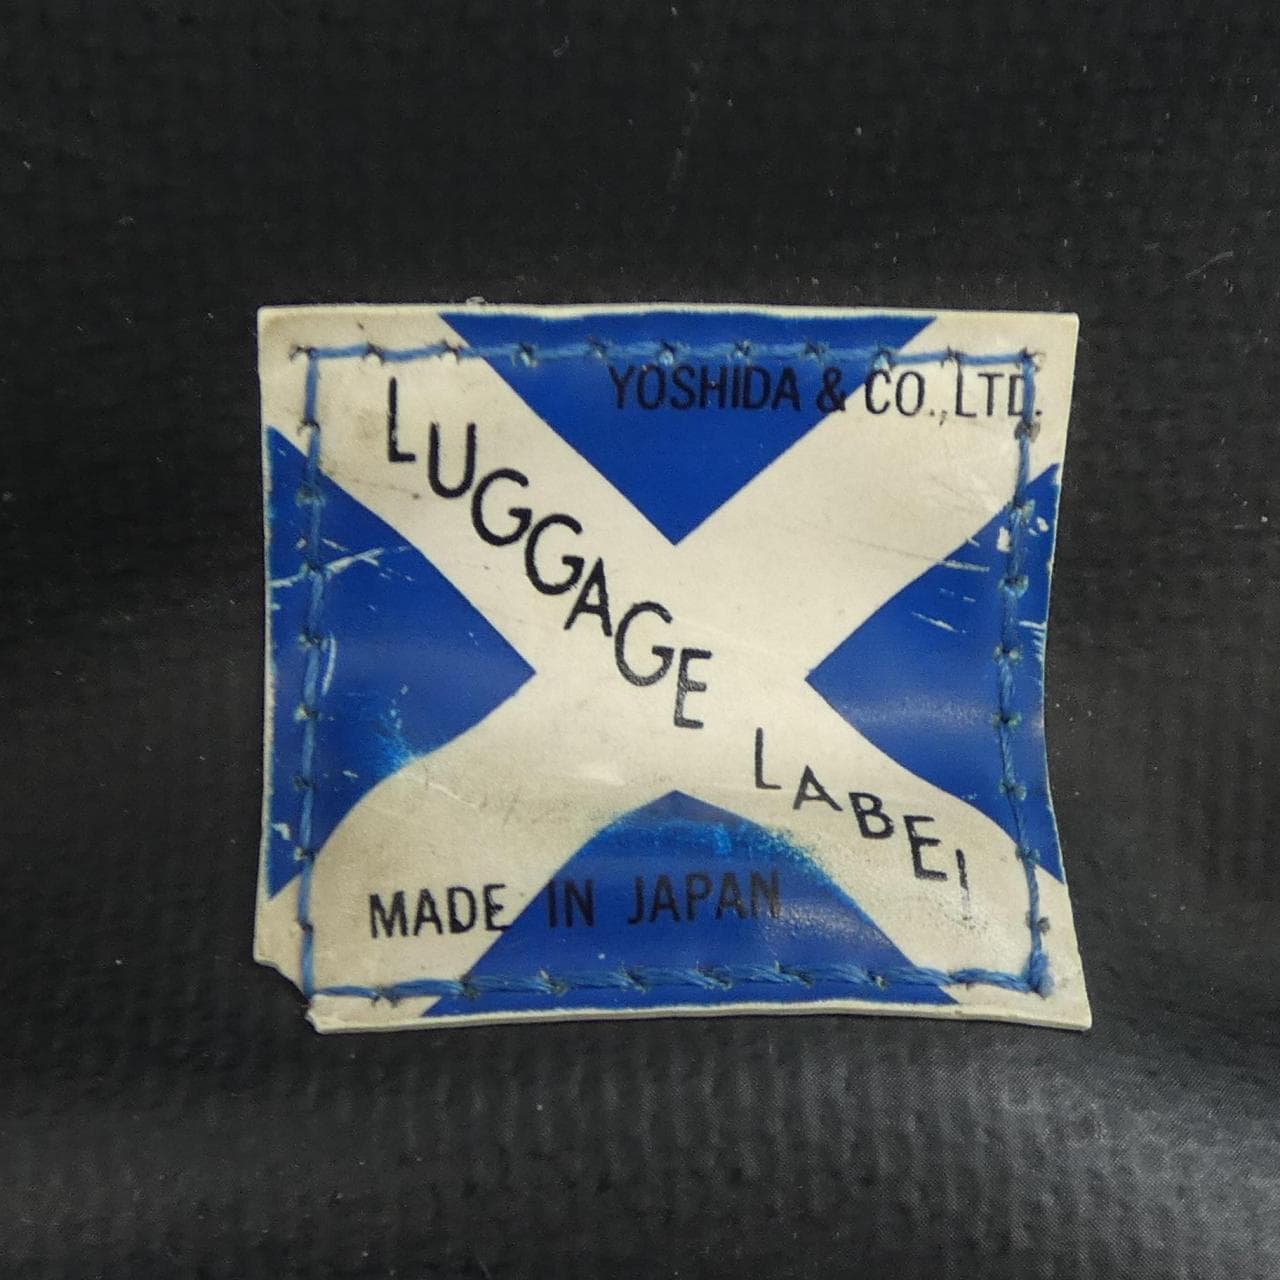 YOSHIDA & CO., LTD.
LUGGAGE LABEL
MADE IN JAPAN